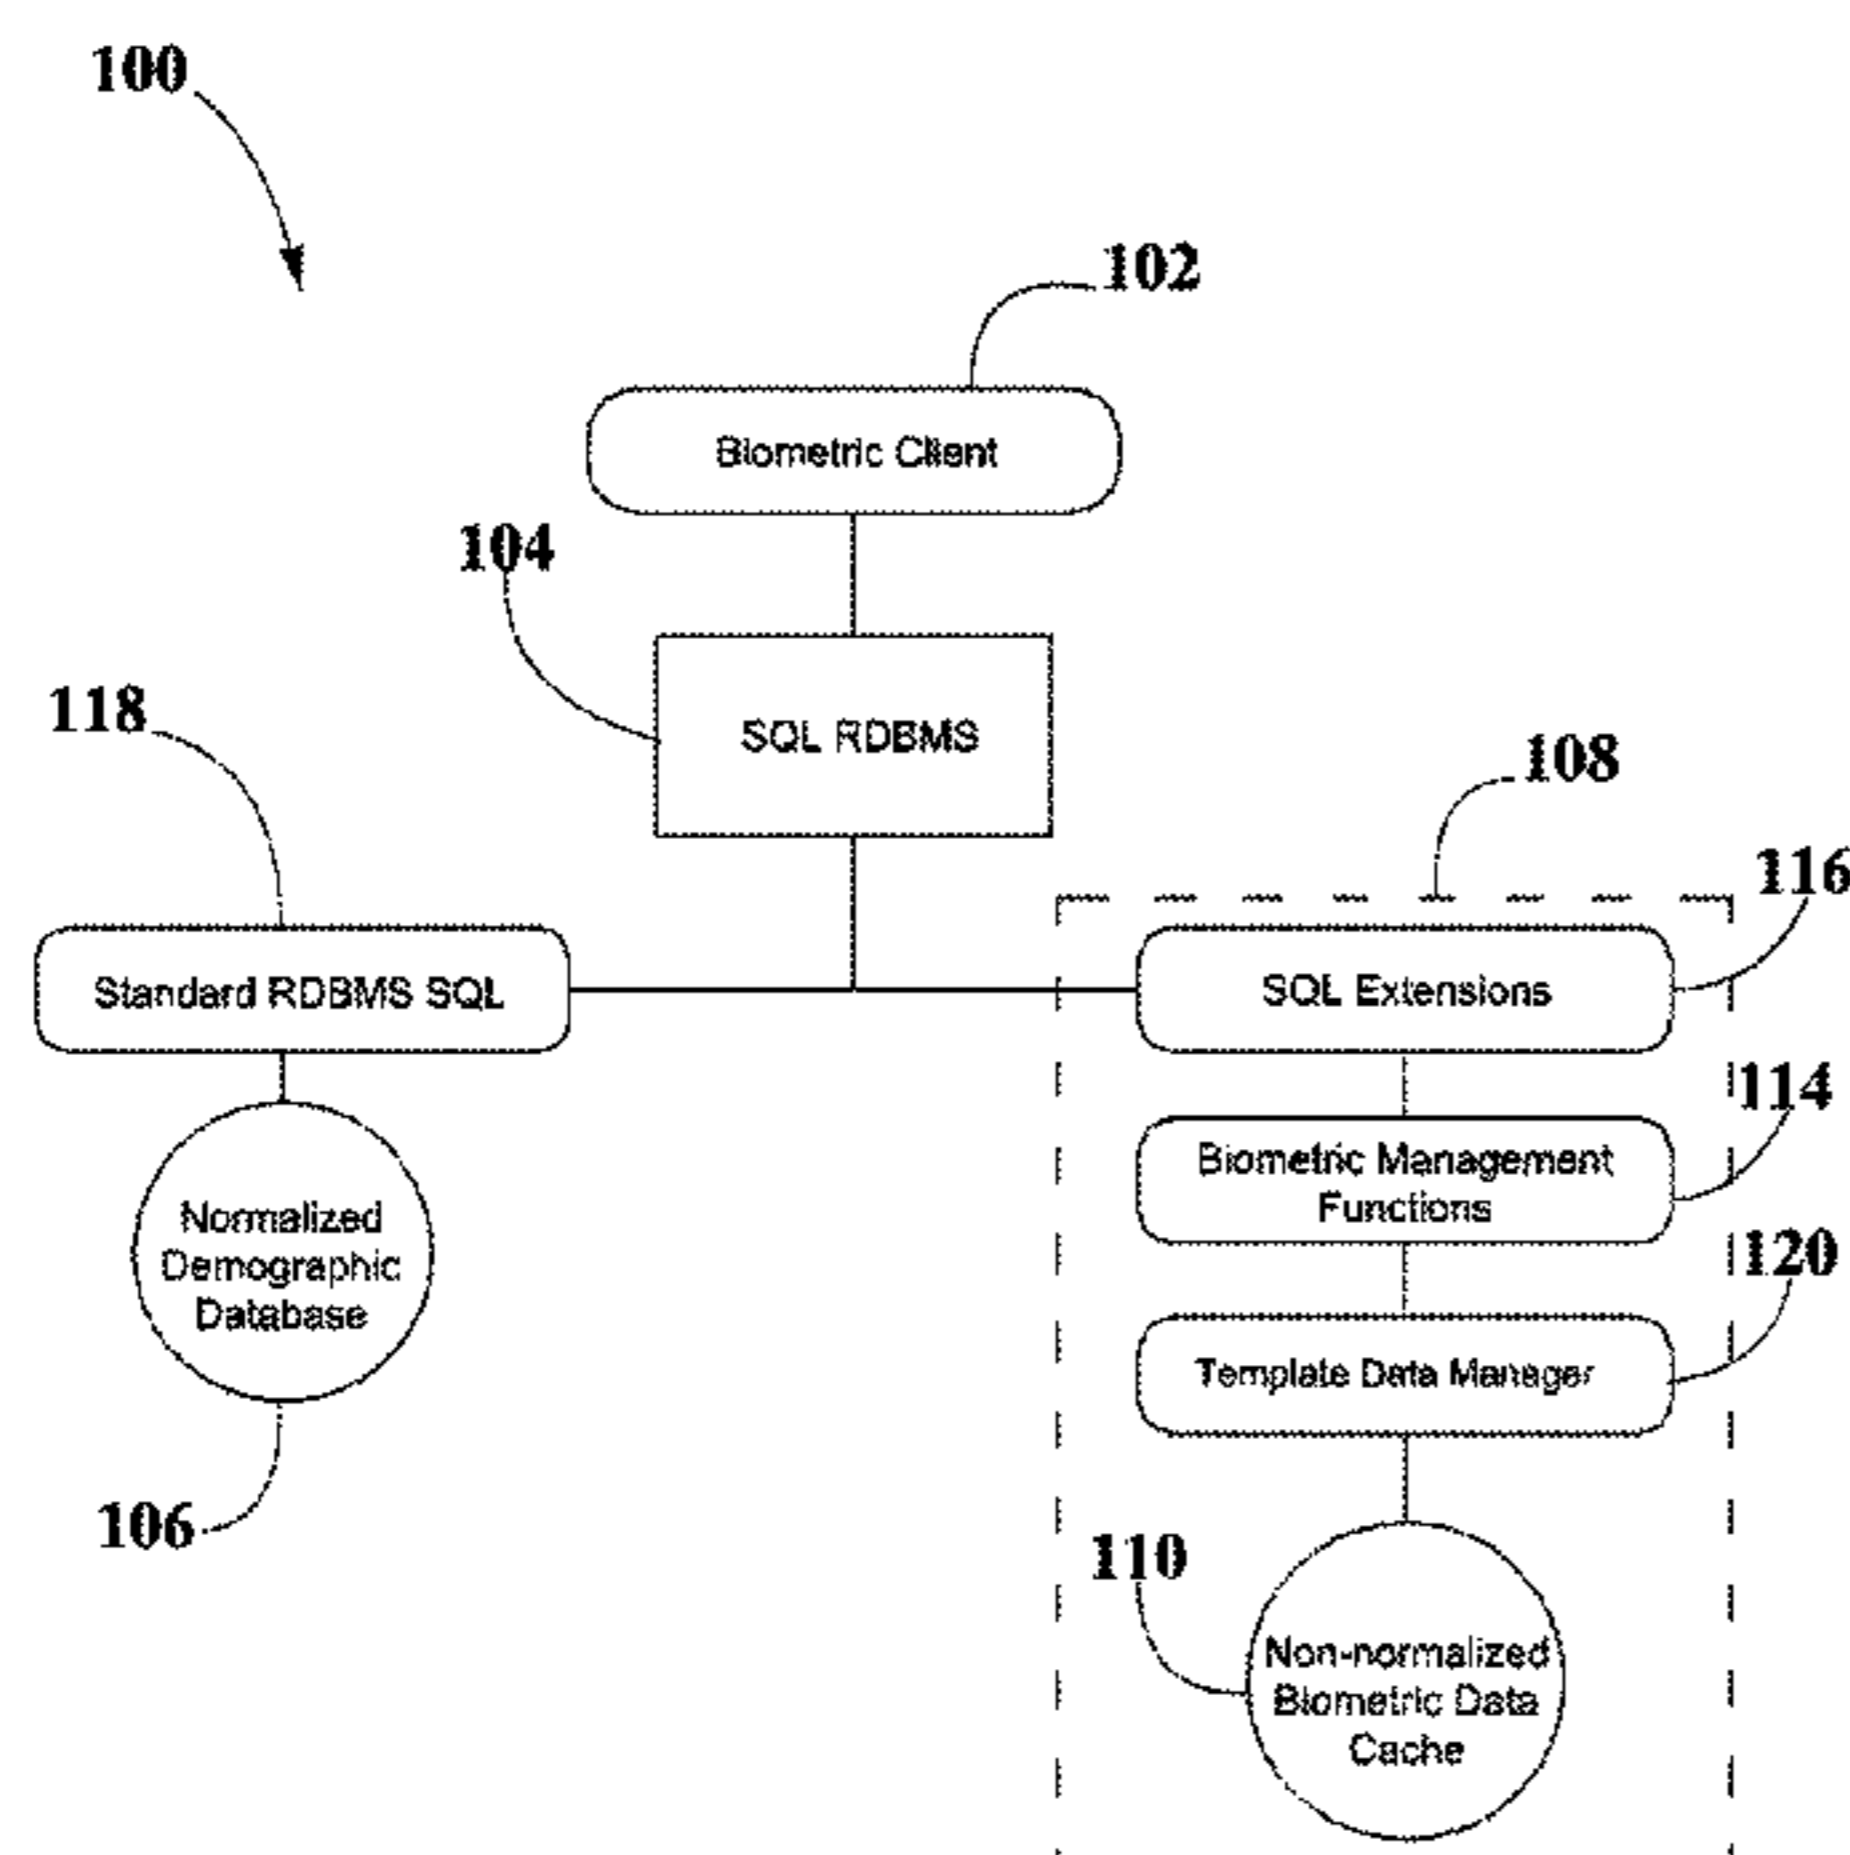 100
102
Biometric Client
104
SQL RDBMS
118
108
116
Standard RDBMS SQL
SQL Extensions
114
Biometric Management
Functions
Normalized
Demographic
Database
120
Template Data Manager
106
110
Non-normalized
Biometric Data
Cache